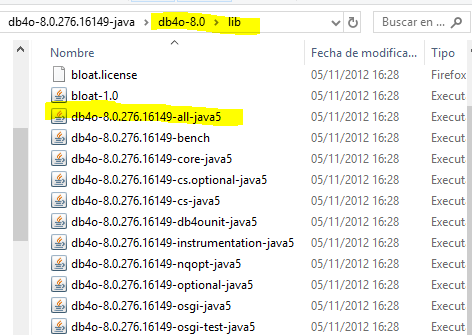 db4o-8.0.276.16149-java > db4o-8.0 > lib
Buscar en ...
Nombre Fecha de modifica... Tipo
bloat.license 05/11/2012 16:28 Firefox
bloat-1.0 05/11/2012 16:28 Execut
db4o-8.0.276.16149-all-java5 05/11/2012 16:28 Execut
db4o-8.0.276.16149-bench 05/11/2012 16:28 Execut
db4o-8.0.276.16149-core-java5 05/11/2012 16:28 Execut
db4o-8.0.276.16149-cs.optional-java5 05/11/2012 16:28 Execut
db4o-8.0.276.16149-cs-java5 05/11/2012 16:28 Execut
db4o-8.0.276.16149-db4ounit-java5 05/11/2012 16:28 Execut
db4o-8.0.276.16149-instrumentation-java5 05/11/2012 16:28 Execut
db4o-8.0.276.16149-nqopt-java5 05/11/2012 16:28 Execut
db4o-8.0.276.16149-optional-java5 05/11/2012 16:28 Execut
db4o-8.0.276.16149-osgi-java5 05/11/2012 16:28 Execut
db4o-8.0.276.16149-osgi-test-java5 05/11/2012 16:28 Execut